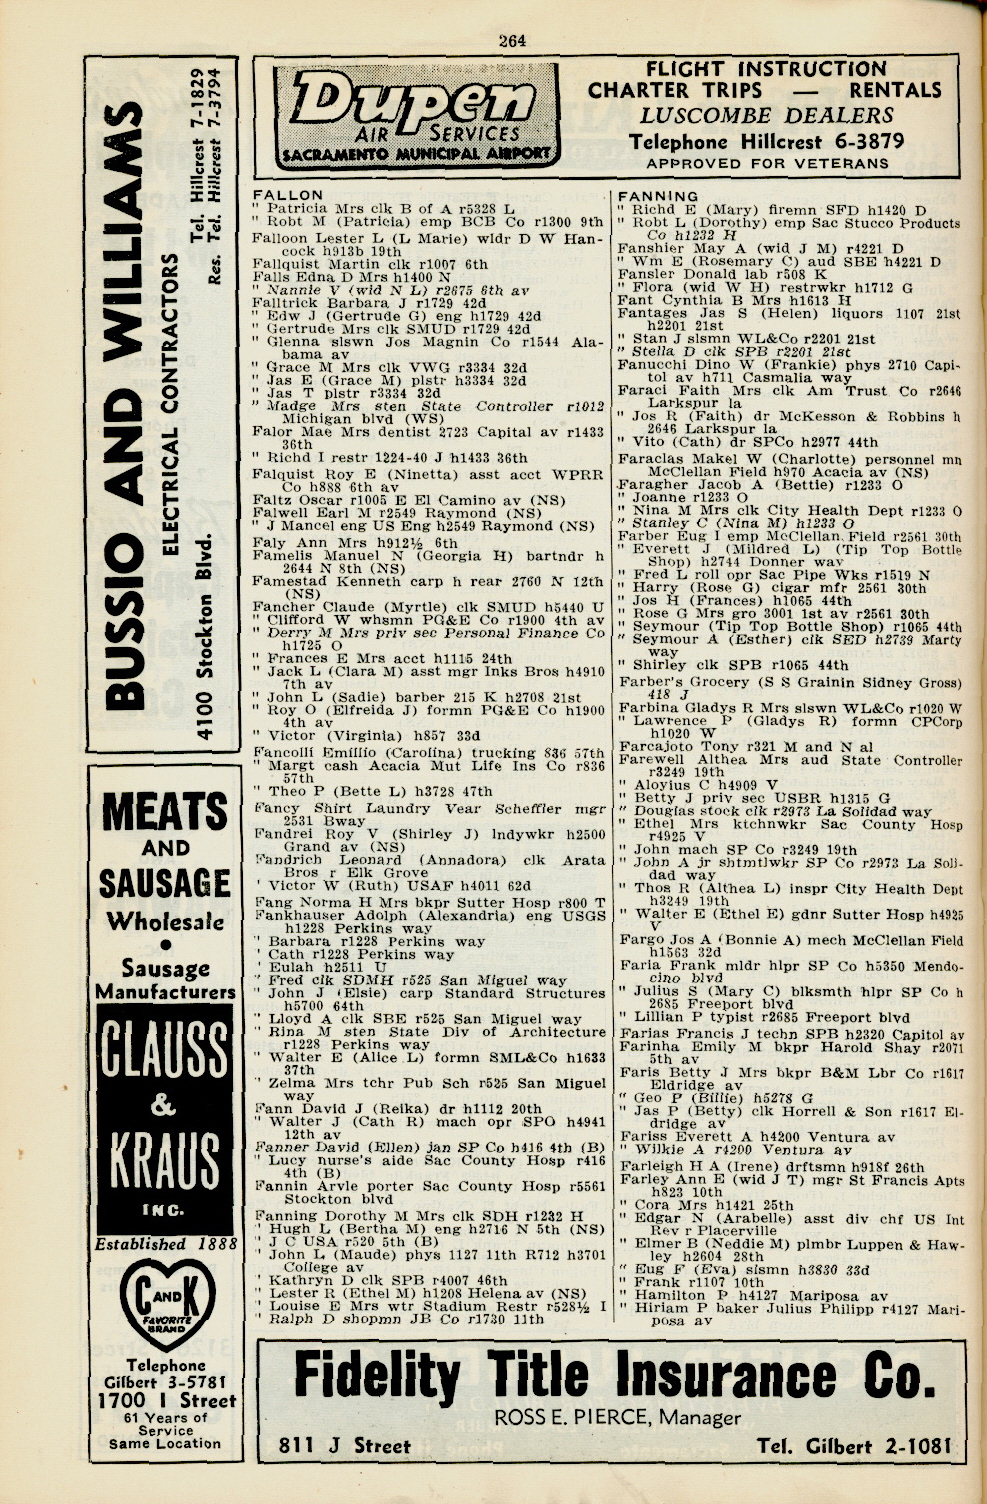 264
BUSSIO AND WILLIAMS
ELECTRICAL CONTRACTORS
4100 Stockton Blvd.
Tel. Hillcrest 7-1829
Res. Tel. Hillcrest 7-3794
MEATS
AND
SAUSAGE
Wholesale
•
Sausage
Manufacturers
CLAUSS
&
KRAUS
INC.
Established 1888
C AND K
FAVORITE
BRAND
Telephone
Gilbert 3-5781
1700 I Street
61 Years of
Service
Same Location
Dupen
AIR SERVICES
SACRAMENTO MUNICIPAL AIRPORT
FLIGHT INSTRUCTION
CHARTER TRIPS — RENTALS
LUSCOMBE DEALERS
Telephone Hillcrest 6-3879
APPROVED FOR VETERANS
FALLON
" Patricia Mrs clk B of A r5328 L
" Robt M (Patricia) emp BCB Co r1300 9th
Falloon Lester L (L Marie) wldr D W Han-
cock h913b 19th
Fallquist Martin clk r1007 6th
Falls Edna D Mrs h1400 N
" Nannie V (wid N L) r2675 6th av
Falltrick Barbara J r1729 42d
" Edw J (Gertrude G) eng h1729 42d
" Gertrude Mrs clk SMUD r1729 42d
" Glenna slswn Jos Magnin Co r1544 Ala-
bama av
" Grace M Mrs clk VWG r3334 32d
" Jas E (Grace M) plstr h3334 32d
" Jas T plstr r3334 32d
" Madge Mrs sten State Controller r1012
Michigan blvd (WS)
Falor Mae Mrs dentist 2723 Capital av r1433
36th
" Richd I restr 1224-40 J h1433 36th
Falquist Roy E (Ninetta) asst acct WPRR
Co h888 6th av
Faltz Oscar r1005 E El Camino av (NS)
Falwell Earl M r2549 Raymond (NS)
" J Mancel eng US Eng h2549 Raymond (NS)
Faly Ann Mrs h912½ 6th
Famelis Manuel N (Georgia H) bartndr h
2644 N 8th (NS)
Famestad Kenneth carp h rear 2760 N 12th
(NS)
Fancher Claude (Myrtle) clk SMUD h5440 U
" Clifford W whsmn PG&E Co r1900 4th av
" Derry M Mrs priv sec Personal Finance Co
h1725 O
" Frances E Mrs acct h1115 24th
" Jack L (Clara M) asst mgr Inks Bros h4910
7th av
" John L (Sadie) barber 215 K h2708 21st
" Roy O (Elfreida J) formn PG&E Co h1900
4th av
" Victor (Virginia) h857 33d
Fancolli Emillio (Carolina) trucking 836 57th
" Margt cash Acacia Mut Life Ins Co r836
57th
" Theo P (Bette L) h3728 47th
Fancy Shirt Laundry Vear Scheffler mgr
2531 Bway
Fandrei Roy V (Shirley J) lndywkr h2500
Grand av (NS)
Fandrich Leonard (Annadora) clk Arata
Bros r Elk Grove
" Victor W (Ruth) USAF h4011 62d
Fang Norma H Mrs bkpr Sutter Hosp r800 T
Fankhauser Adolph (Alexandria) eng USGS
h1228 Perkins way
" Barbara r1228 Perkins way
" Cath r1228 Perkins way
" Eulah h2511 U
" Fred clk SDMH r525 San Miguel way
" John J (Elsie) carp Standard Structures
h5700 64th
" Lloyd A clk SBE r525 San Miguel way
" Rina M sten State Div of Architecture
r1228 Perkins way
" Walter E (Alice L) formn SML&Co h1633
37th
" Zelma Mrs tchr Pub Sch r525 San Miguel
way
Fann David J (Reika) dr h1112 20th
" Walter J (Cath R) mach opr SPO h4941
12th av
Fanner David (Ellen) jan SP Co h416 4th (B)
" Lucy nurse's aide Sac County Hosp r416
4th (B)
Fannin Arvle porter Sac County Hosp r5561
Stockton blvd
Fanning Dorothy M Mrs clk SDH r1232 H
" Hugh L (Bertha M) eng h2716 N 5th (NS)
" J C USA r520 5th (B)
" John L (Maude) phys 1127 11th R712 h3701
College av
" Kathryn D clk SPB r4007 46th
" Lester R (Ethel M) h1208 Helena av (NS)
" Louise E Mrs wtr Stadium Restr r528½ I
" Ralph D shopmn JB Co r1730 11th
FANNING
" Richd E (Mary) firemn SFD h1420 D
" Robt L (Dorothy) emp Sac Stucco Products
Co h1232 H
Fanshier May A (wid J M) r4221 D
" Wm E (Rosemary C) aud SBE h4221 D
Fansler Donald lab r508 K
" Flora (wid W H) restrwkr h1712 G
Fant Cynthia B Mrs h1613 H
Fantages Jas S (Helen) liquors 1107 21st
h2201 21st
" Stan J slsmn WL&Co r2201 21st
" Stella D clk SPB r2201 21st
Fanucchi Dino W (Frankie) phys 2710 Capi-
tol av h711 Casmalia way
Faraci Faith Mrs clk Am Trust Co r2646
Larkspur la
" Jos R (Faith) dr McKesson & Robbins h
2646 Larkspur la
" Vito (Cath) dr SPCo h2977 44th
Faraclas Makel W (Charlotte) personnel mn
McClellan Field h970 Acacia av (NS)
Faragher Jacob A (Bettie) r1233 O
" Joanne r1233 O
" Nina M Mrs clk City Health Dept r1233 O
" Stanley C (Nina M) h1233 O
Farber Eug I emp McClellan Field r2561 30th
" Everett J (Mildred L) (Tip Top Bottle
Shop) h2744 Donner wav
" Fred L roll opr Sac Pipe Wks r1519 N
" Harry (Rose G) cigar mfr 2561 30th
" Jos H (Frances) h1065 44th
" Rose G Mrs gro 3001 1st av r2561 30th
" Seymour (Tip Top Bottle Shop) r1065 44th
" Seymour A (Esther) clk SED h2739 Marty
way
" Shirley clk SPB r1065 44th
Farber's Grocery (S S Grainin Sidney Gross)
418 J
Farbina Gladys R Mrs slswn WL&Co r1020 W
" Lawrence P (Gladys R) formn CPCorp
h1020 W
Farcajoto Tony r321 M and N al
Farewell Althea Mrs aud State Controller
r3249 19th
" Aloyius C h4909 V
" Betty J priv sec USBR h1315 G
" Douglas stock clk r2973 La Solidad way
" Ethel Mrs ktchnwkr Sac County Hosp
r4925 V
" John mach SP Co r3249 19th
" John A jr shtmtlwkr SP Co r2973 La Soli-
dad way
" Thos R (Althea L) inspr City Health Dept
h3249 19th
" Walter E (Ethel E) gdnr Sutter Hosp h4925
V
Fargo Jos A (Bonnie A) mech McClellan Field
h1563 32d
Faria Frank mldr hlpr SP Co h5350 Mendo-
cino blvd
" Julius S (Mary C) blksmth hlpr SP Co h
2685 Freeport blvd
" Lillian P typist r2685 Freeport blvd
Farias Francis J techn SPB h2320 Capitol av
Farinha Emily M bkpr Harold Shay r2071
5th av
Faris Betty J Mrs bkpr B&M Lbr Co r1617
Eldridge av
" Geo P (Billie) h5278 G
" Jas P (Betty) clk Horrell & Son r1617 El-
dridge av
Fariss Everett A h4200 Ventura av
" Wilkie A r4200 Ventura av
Farleigh H A (Irene) drftsmn h918f 26th
Farley Ann E (wid J T) mgr St Francis Apts
h823 10th
" Cora Mrs h1421 25th
" Edgar N (Arabelle) asst div chf US Int
Rev r Placerville
" Elmer B (Neddie M) plmbr Luppen & Haw-
ley h2604 28th
" Eug F (Eva) slsmn h3830 33d
" Frank r1107 10th
" Hamilton P h4127 Mariposa av
" Hiriam P baker Julius Philipp r4127 Mari-
posa av
Fidelity Title Insurance Co.
ROSS E. PIERCE, Manager
811 J Street
Tel. Gilbert 2-1081